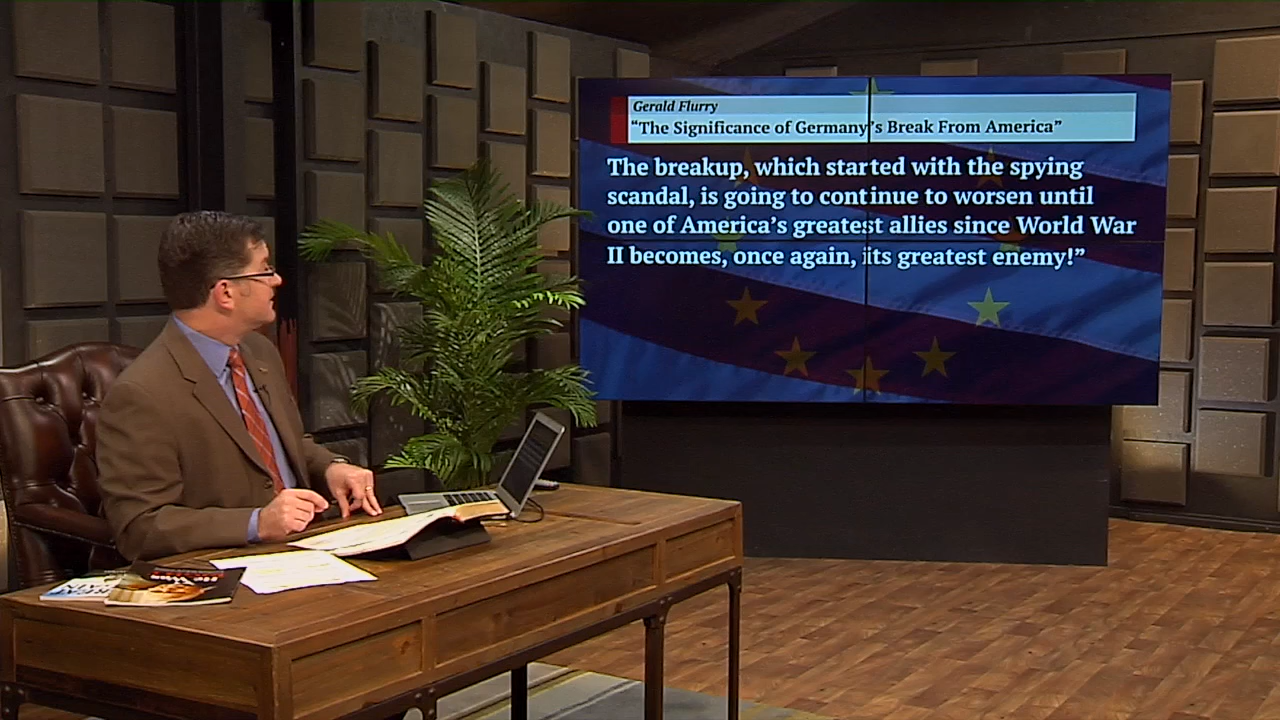 Gerald Flurry
“The Significance of Germany’s Break From America”
The breakup, which started with the spying
scandal, is going to continue to worsen until
one of America’s greatest allies since World War
II becomes, once again, its greatest enemy!”